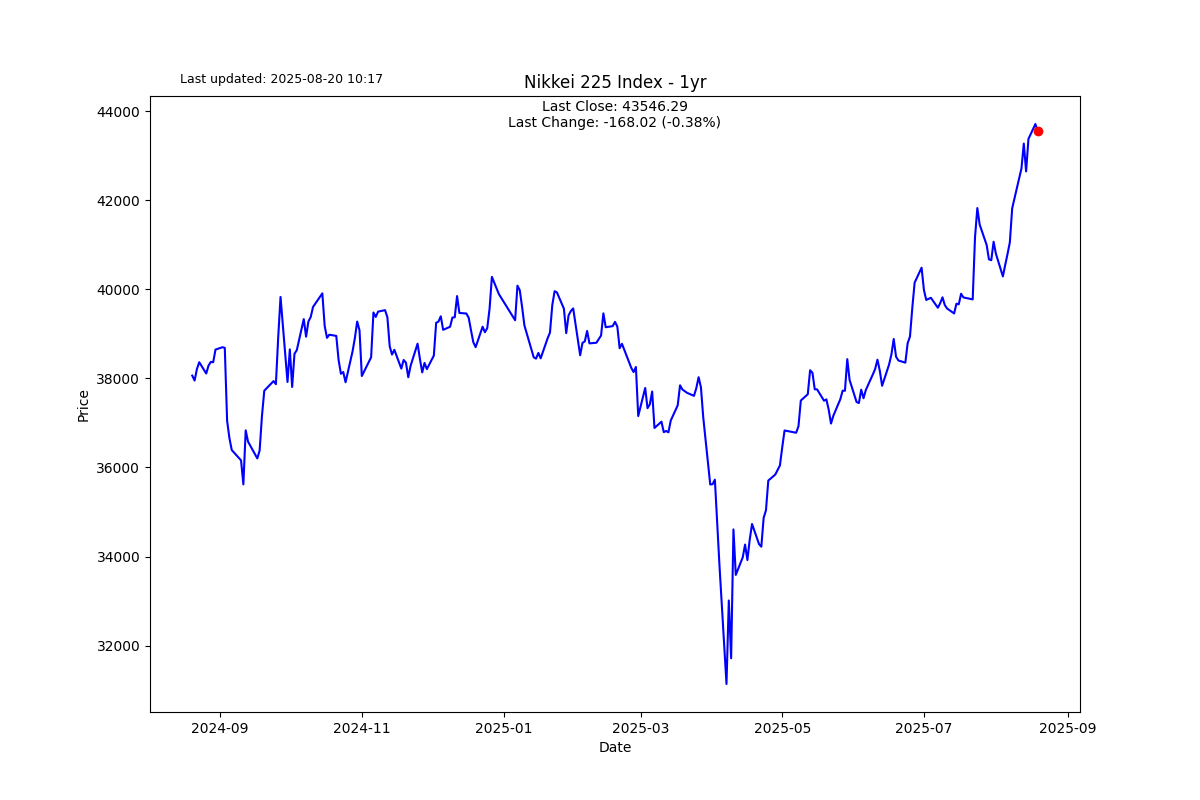 Last updated: 2025-08-20 10:17
Nikkei 225 Index - 1yr
Last Close: 43546.29
Last Change: -168.02 (-0.38%)
44000
42000
40000
38000
36000
34000
32000
Price
2024-09
2024-11
2025-01
2025-03
2025-05
2025-07
2025-09
Date